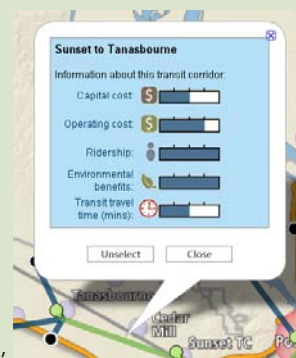 Sunset to Tanasbourne
Information about this transit corridor:
Capital cost:
Operating cost:
Ridership:
Environmental
benefits:
Transit travel
time (mins):
Unselect Close
Tanasbourne
Cedar
Mill
Sunset TC
Po